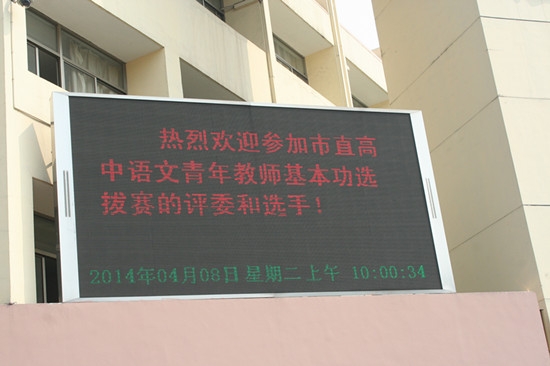 热烈欢迎参加市直高
中语文青年教师基本功选
拔赛的评委和选手!
2014年04月08日 星期二 上午 10:00:34